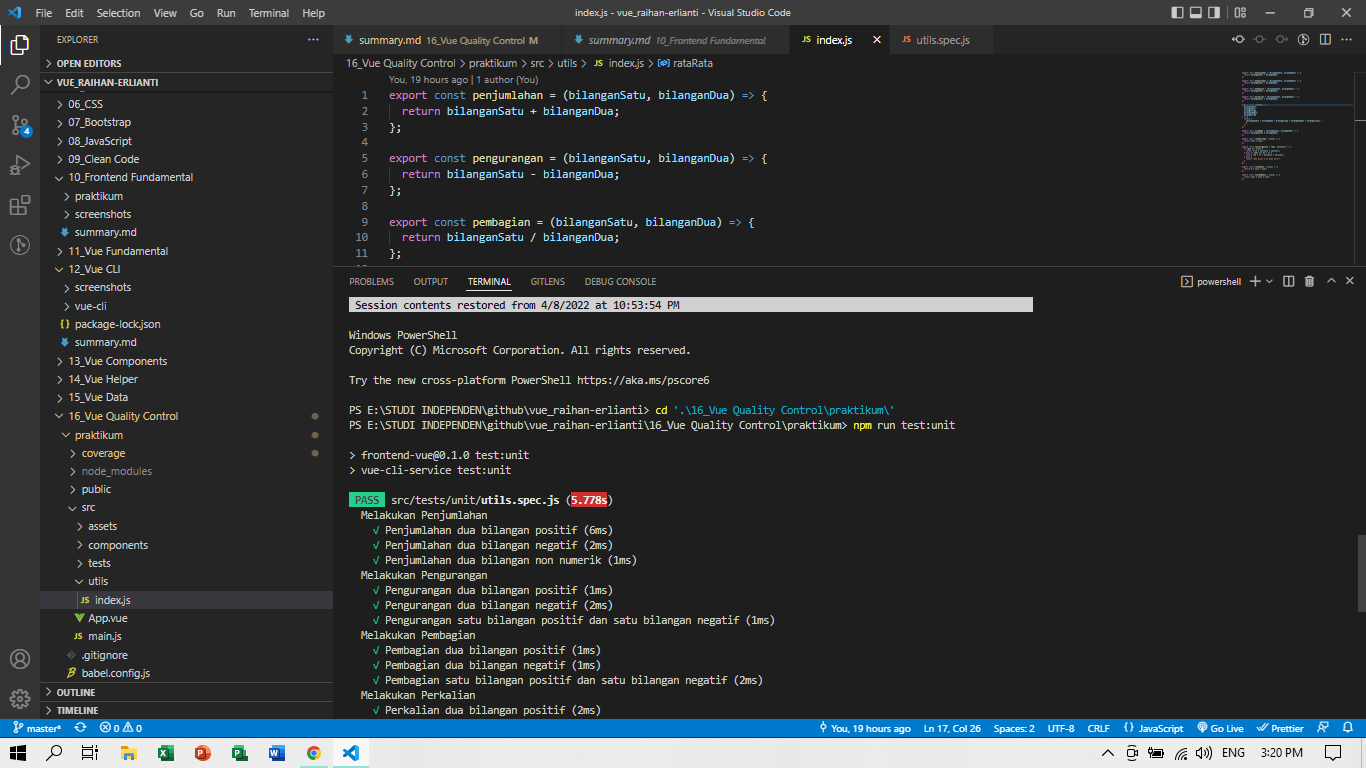 File Edit Selection View Go Run Terminal Help index.js - vue_raihan-erlianti - Visual Studio Code
EXPLORER
OPEN EDITORS
VUE_RAIHAN-ERLIANTI
06_CSS
07_Bootstrap
08_JavaScript
09_Clean Code
10_Frontend Fundamental
praktikum
screenshots
summary.md
11_Vue Fundamental
12_Vue CLI
screenshots
vue-cli
package-lock.json
summary.md
13_Vue Components
14_Vue Helper
15_Vue Data
16_Vue Quality Control
praktikum
coverage
node_modules
public
src
assets
components
tests
utils
JS index.js
App.vue
JS main.js
.gitignore
babel.config.js
OUTLINE
TIMELINE
4
summary.md 16_Vue Quality Control M summary.md 10_Frontend Fundamental JS index.js JS utils.spec.js
16_Vue Quality Control > praktikum > src > utils > JS index.js > rataRata
You, 19 hours ago | 1 author (You)
1 export const penjumlahan = (bilanganSatu, bilanganDua) => {
2 return bilanganSatu + bilanganDua;
3 };
4
5 export const pengurangan = (bilanganSatu, bilanganDua) => {
6 return bilanganSatu - bilanganDua;
7 };
8
9 export const pembagian = (bilanganSatu, bilanganDua) => {
10 return bilanganSatu / bilanganDua;
11 };
PROBLEMS OUTPUT TERMINAL GITLENS DEBUG CONSOLE powershell
Session contents restored from 4/8/2022 at 10:53:54 PM
Windows PowerShell
Copyright (C) Microsoft Corporation. All rights reserved.
Try the new cross-platform PowerShell https://aka.ms/pscore6
PS E:\STUDI INDEPENDEN\github\vue_raihan-erlianti> cd '.\16_Vue Quality Control\praktikum\'
PS E:\STUDI INDEPENDEN\github\vue_raihan-erlianti\16_Vue Quality Control\praktikum> npm run test:unit
> frontend-vue@0.1.0 test:unit
> vue-cli-service test:unit
PASS src/tests/unit/utils.spec.js (5.778s)
Melakukan Penjumlahan
√ Penjumlahan dua bilangan positif (6ms)
√ Penjumlahan dua bilangan negatif (2ms)
√ Penjumlahan dua bilangan non numerik (1ms)
Melakukan Pengurangan
√ Pengurangan dua bilangan positif (1ms)
√ Pengurangan dua bilangan negatif (2ms)
√ Pengurangan satu bilangan positif dan satu bilangan negatif (1ms)
Melakukan Pembagian
√ Pembagian dua bilangan positif (1ms)
√ Pembagian dua bilangan negatif (1ms)
√ Pembagian satu bilangan positif dan satu bilangan negatif (2ms)
Melakukan Perkalian
√ Perkalian dua bilangan positif (2ms)
master* 0 0 You, 19 hours ago Ln 17, Col 26 Spaces: 2 UTF-8 CRLF {} JavaScript Go Live Prettier
ENG 3:20 PM